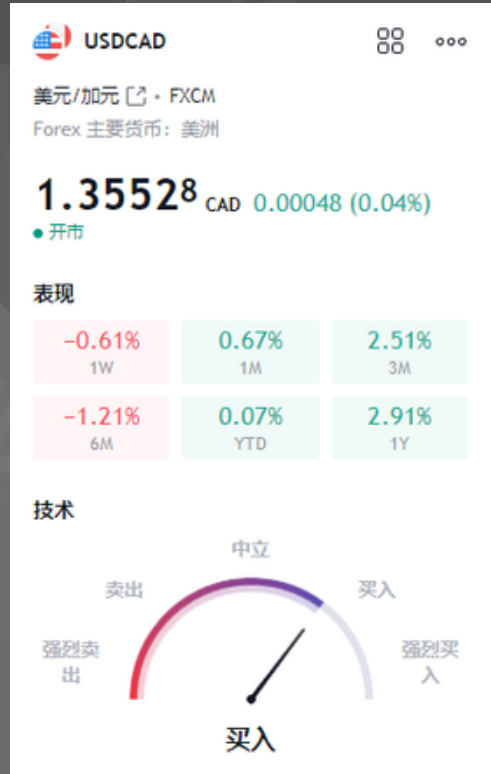 USDCAD
美元/加元 • FXCM
Forex 主要货币：美洲
1.35528 CAD 0.00048 (0.04%)
开市
表现
−0.61% 0.67% 2.51%
1W 1M 3M
−1.21% 0.07% 2.91%
6M YTD 1Y
技术
中立
卖出 买入
强烈卖出 强烈买入
买入